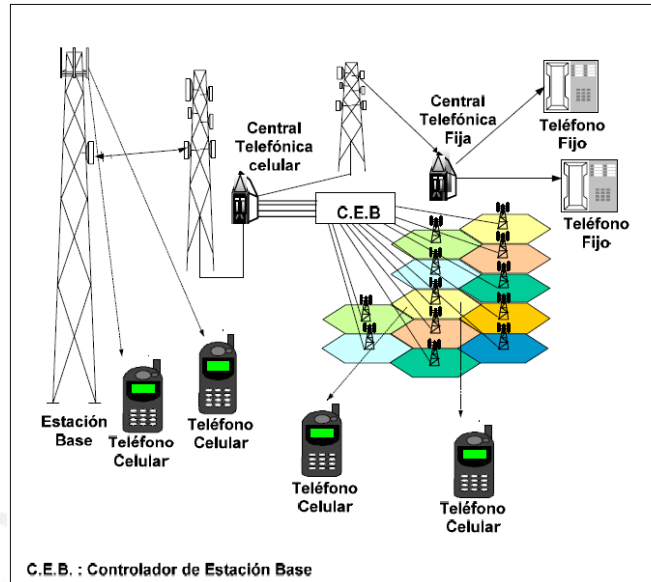 Central
Telefónica
celular
Central
Telefónica
Fija
Teléfono
Fijo
Teléfono
Fijo
C.E.B
Estación
Base
Teléfono
Celular
Teléfono
Celular
Teléfono
Celular
Teléfono
Celular
C.E.B. : Controlador de Estación Base